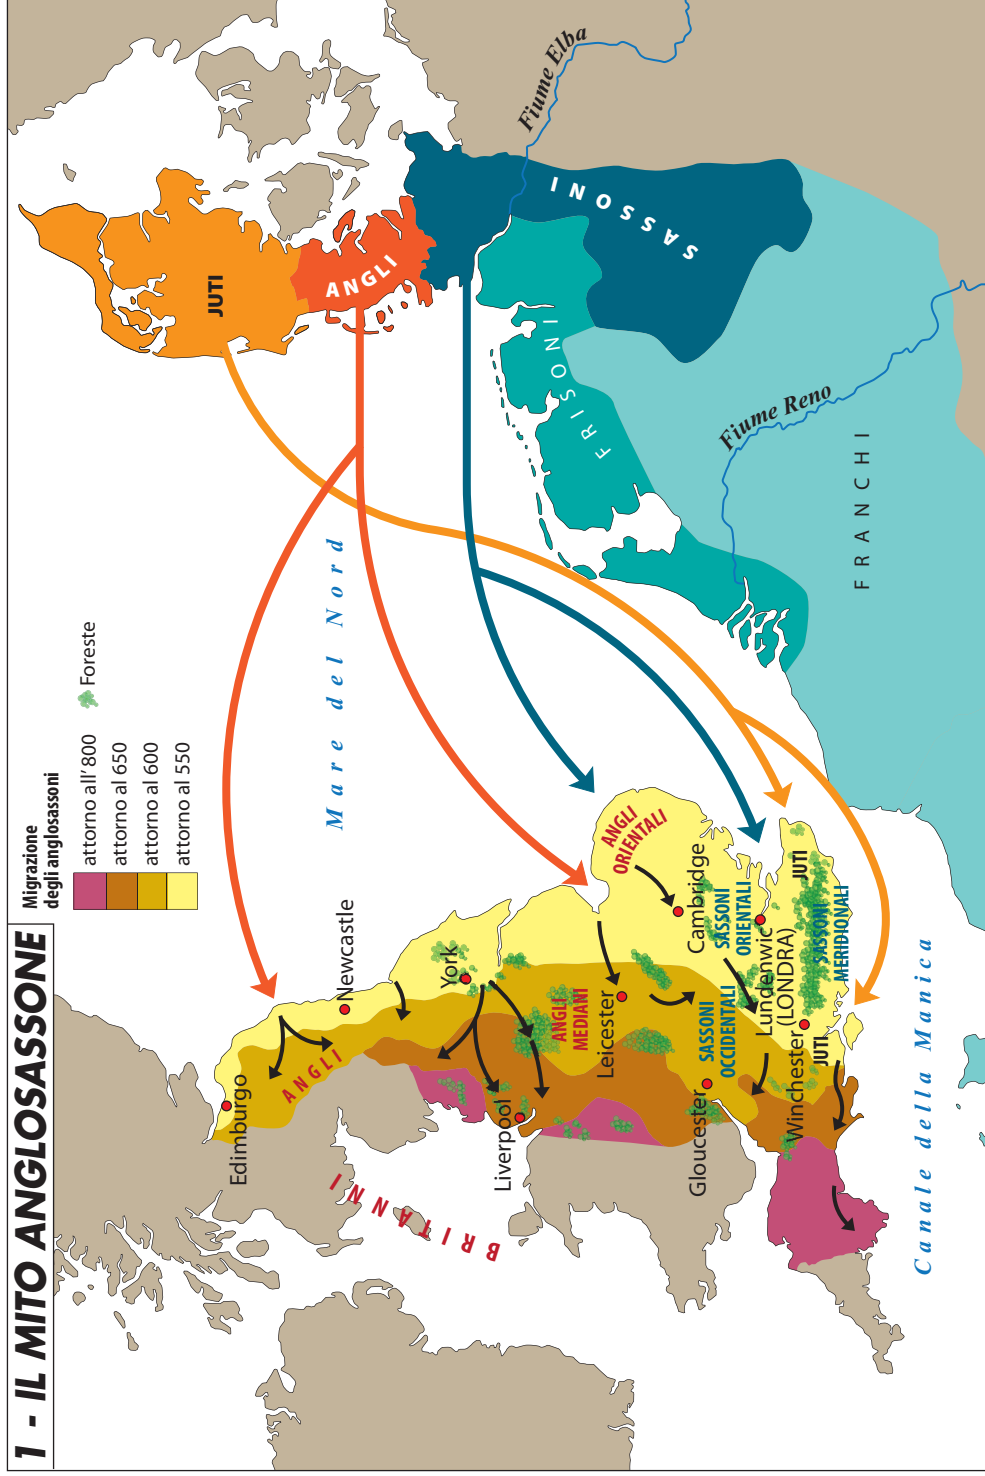 1 - IL MITO ANGLOSASSONE
Migrazione
degli anglosassoni
attorno all' 800
attorno al 650
attorno al 600
attorno al 550
Foreste
Mare del Nord
JUTI
ANGLI
SASSONI
Fiume Elba
FRISONI
Fiume Reno
FRANCHI
Edimburgo
ANGLI
Newcastle
York
BRITANNI
Liverpool
ANGLI
MEDIANI
Leicester
ANGLI
ORIENTALI
Cambridge
SASSONI
ORIENTALI
Gloucester
SASSONI
OCCIDENTALI
Lundenwic
(LONDRA)
Winchester
JUTI
SASSONI
MERIDIONALI
JUTI
Canale della Manica